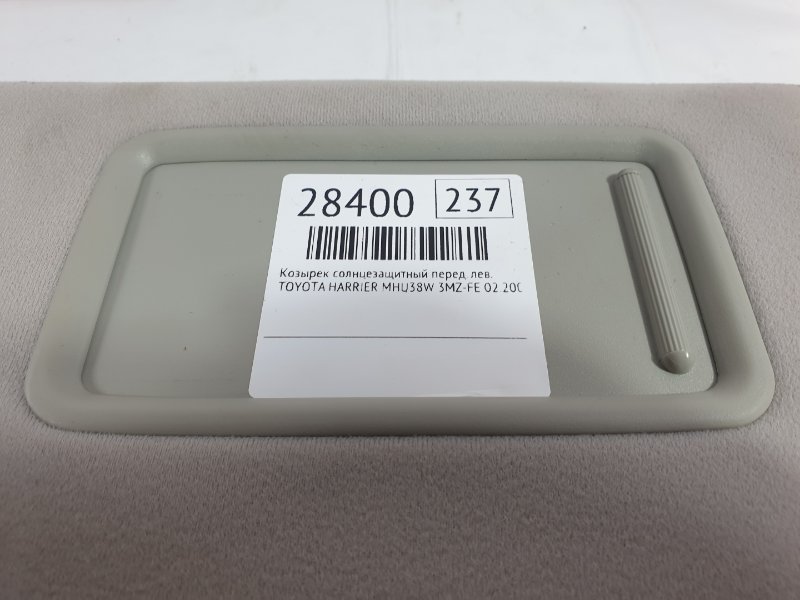 28400 237
Козырек солнцезащитный перед. лев.
TOYOTA HARRIER MHU38W 3MZ-FE 02.200